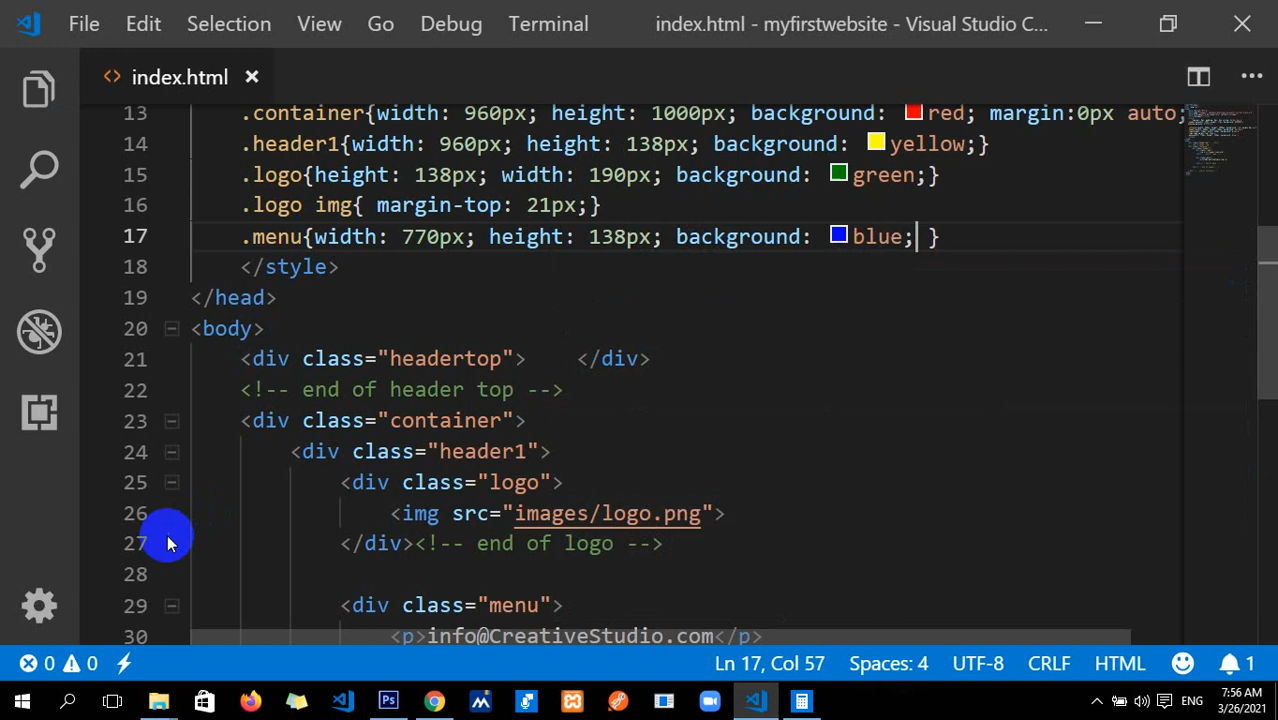 File Edit Selection View Go Debug Terminal index.html - myfirstwebsite - Visual Studio C...
index.html
13 .container{width: 960px; height: 1000px; background: red; margin:0px auto;
14 .header1{width: 960px; height: 138px; background: yellow;}
15 .logo{height: 138px; width: 190px; background: green;}
16 .logo img{ margin-top: 21px;}
17 .menu{width: 770px; height: 138px; background: blue; }
18 </style>
19 </head>
20 <body>
21 <div class="headertop"> </div>
22 <!-- end of header top -->
23 <div class="container">
24 <div class="header1">
25 <div class="logo">
26 <img src="images/logo.png">
27 </div><!-- end of logo -->
28
29 <div class="menu">
30 <p>info@CreativeStudio.com</p>
0 0 Ln 17, Col 57 Spaces: 4 UTF-8 CRLF HTML 1
Ps ENG 7:56 AM
3/26/2021